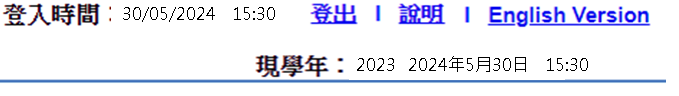 登入時間：30/05/2024 15:30 登出 | 說明 | English Version
現學年： 2023 2024年5月30日 15:30